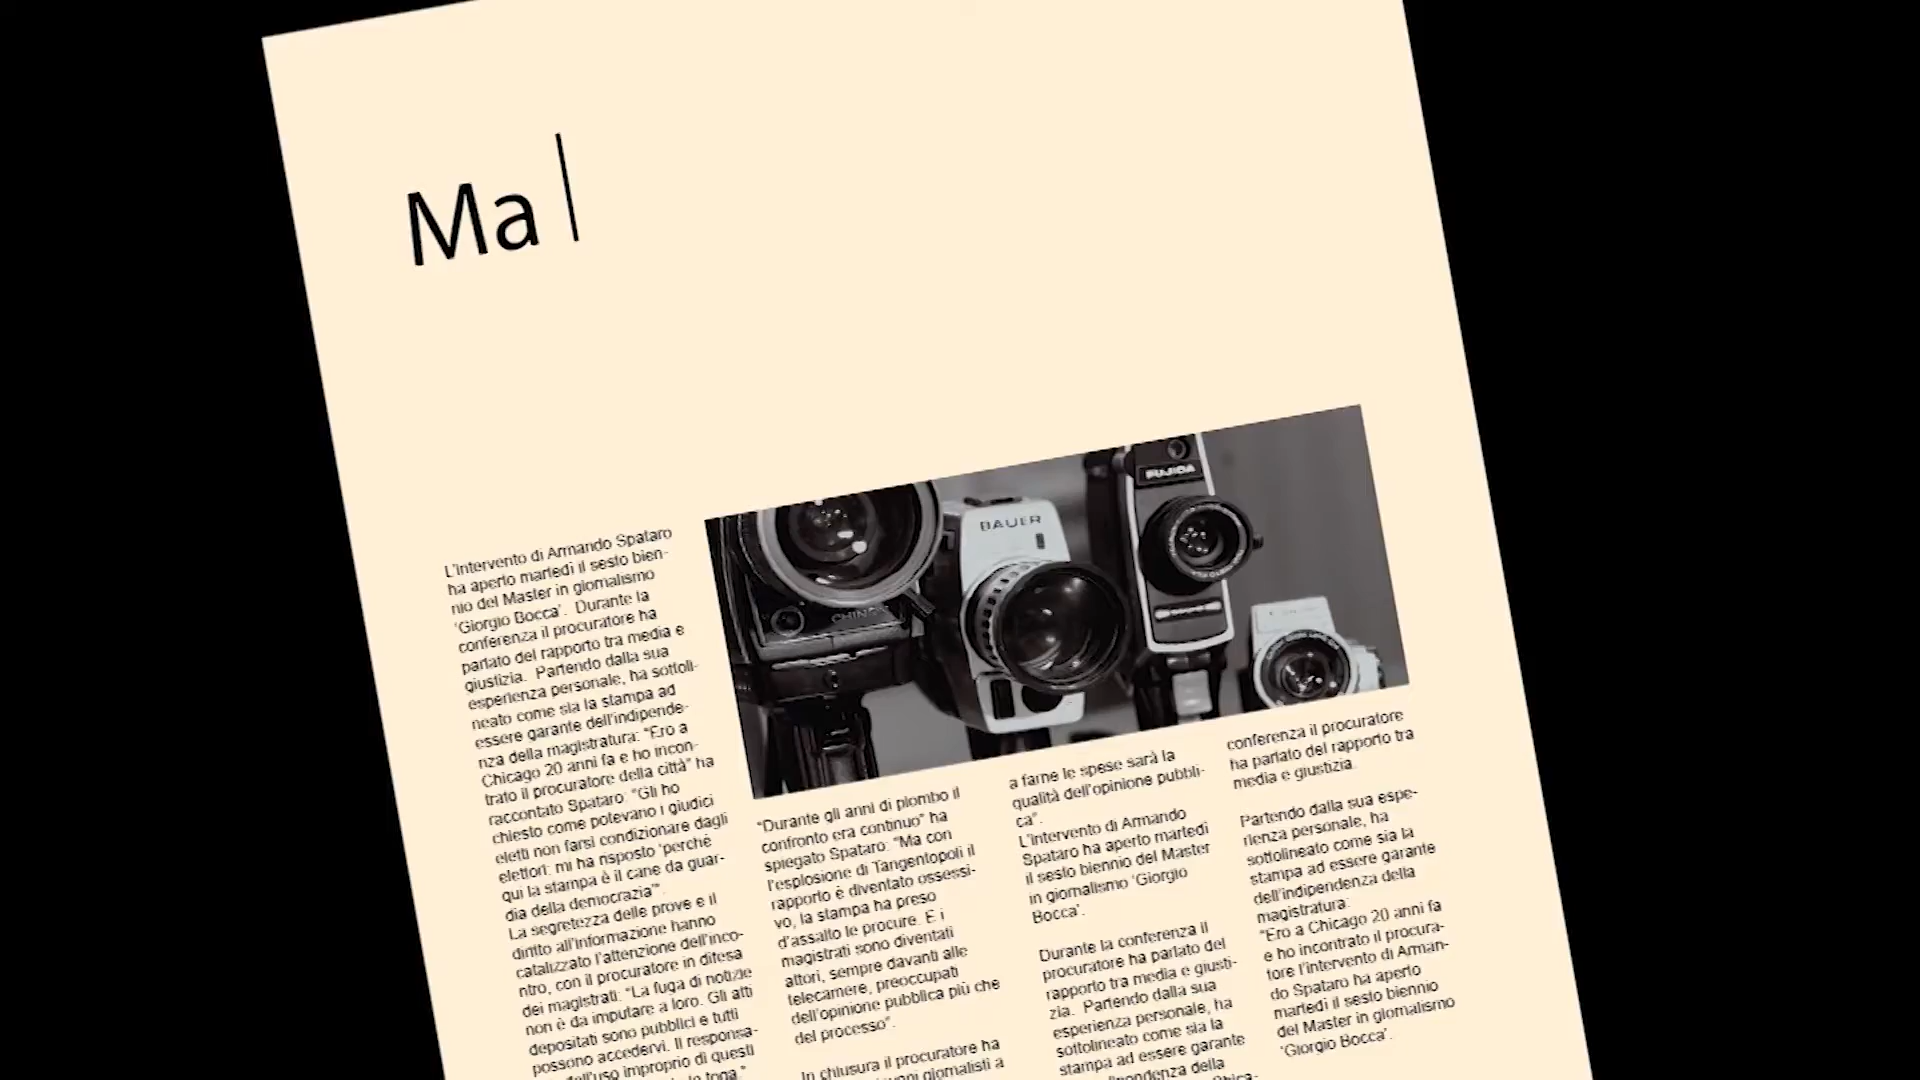 Ma
BAUER
FUJICA
CHINON
L'intervento di Armando Spataro
ha aperto martedì il sesto bien-
nio del Master in giornalismo
'Giorgio Bocca'. Durante la
conferenza il procuratore ha
parlato del rapporto tra media e
giustizia. Partendo dalla sua
esperienza personale, ha sottoli-
neato come sia la stampa ad
essere garante dell'indipende-
nza della magistratura: "Ero a
Chicago 20 anni fa e ho incon-
trato il procuratore della città" ha
raccontato Spataro: "Gli ho
chiesto come potevano i giudici
eletti non farsi condizionare dagli
elettori: mi ha risposto 'perché
qui la stampa è il cane da guar-
dia della democrazia'".
La segretezza delle prove e il
diritto all'informazione hanno
catalizzato l'attenzione dell'inco-
ntro, con il procuratore in difesa
dei magistrati: "La fuga di notizie
non è da imputare a loro. Gli atti
depositati sono pubblici e tutti
possono accedervi. Il responsa-
dell'uso improprio di questi
la toga."
"Durante gli anni di piombo il
confronto era continuo" ha
spiegato Spataro: "Ma con
l'esplosione di Tangentopoli il
rapporto è diventato ossessi-
vo, la stampa ha preso
d'assalto le procure. E i
magistrati sono diventati
attori, sempre davanti alle
telecamere, preoccupati
dell'opinione pubblica più che
del processo".
In chiusura il procuratore ha
giornalisti a
a farne le spese sarà la
qualità dell'opinione pubbli-
ca".
L'intervento di Armando
Spataro ha aperto martedì
il sesto biennio del Master
in giornalismo 'Giorgio
Bocca'.
Durante la conferenza il
procuratore ha parlato del
rapporto tra media e giusti-
zia. Partendo dalla sua
esperienza personale, ha
sottolineato come sia la
stampa ad essere garante
della
conferenza il procuratore
ha parlato del rapporto tra
media e giustizia.
Partendo dalla sua espe-
rienza personale, ha
sottolineato come sia la
stampa ad essere garante
dell'indipendenza della
magistratura:
"Ero a Chicago 20 anni fa
e ho incontrato il procura-
tore l'intervento di Arman-
do Spataro ha aperto
martedì il sesto biennio
del Master in giornalismo
'Giorgio Bocca'.